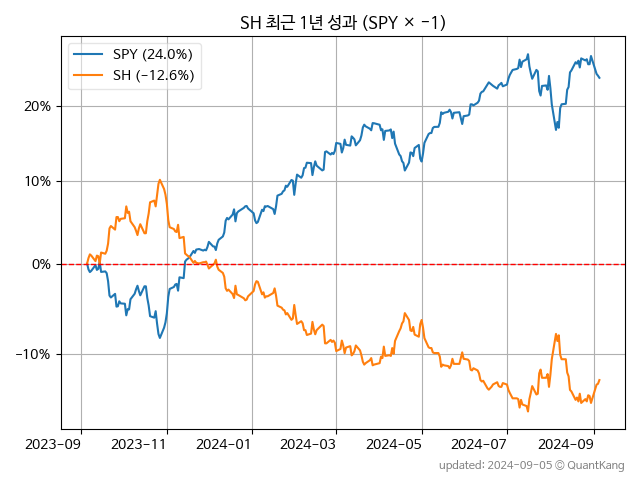 SH 최근 1년 성과 (SPY × −1)
SPY (24.0%)
SH (−12.6%)
20%
10%
0%
−10%
2023−09
2023−11
2024−01
2024−03
2024−05
2024−07
2024−09
updated: 2024-09-05 © QuantKang